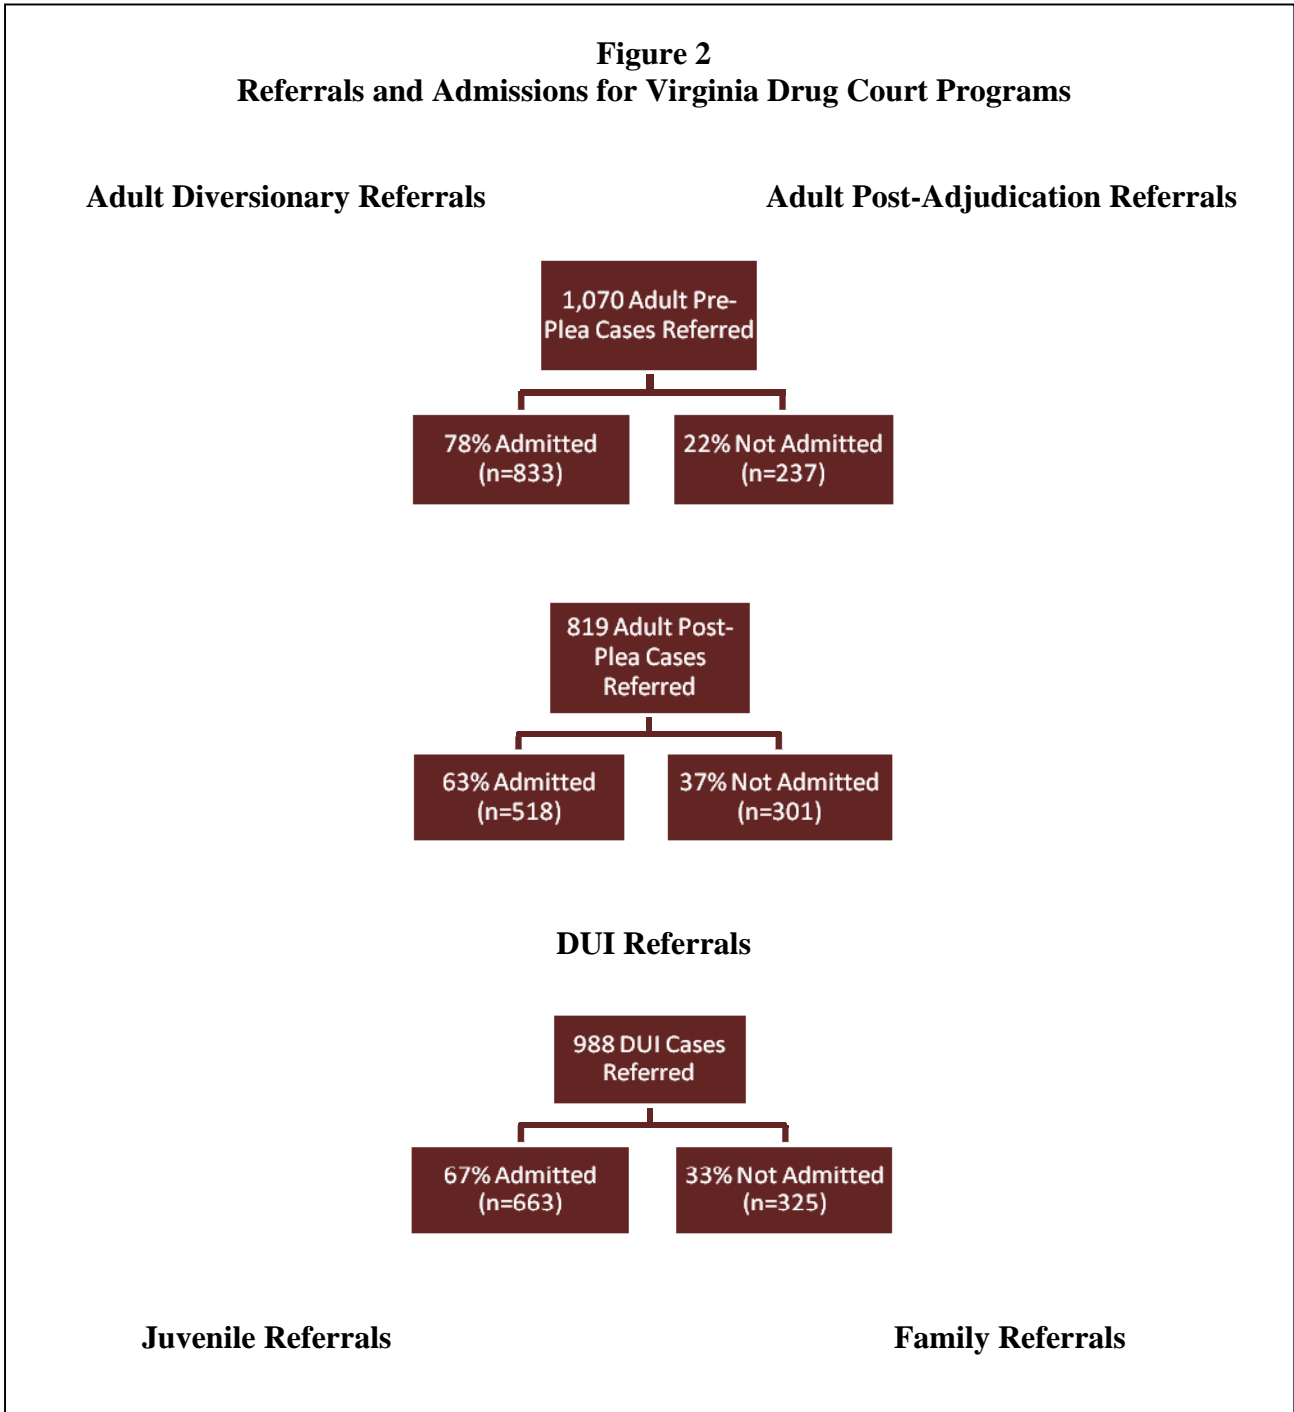 Figure 2
Referrals and Admissions for Virginia Drug Court Programs
Adult Diversionary Referrals
Adult Post-Adjudication Referrals
1,070 Adult Pre-
Plea Cases Referred
78% Admitted
(n=833)
22% Not Admitted
(n=237)
819 Adult Post-
Plea Cases
Referred
63% Admitted
(n=518)
37% Not Admitted
(n=301)
DUI Referrals
988 DUI Cases
Referred
67% Admitted
(n=663)
33% Not Admitted
(n=325)
Juvenile Referrals
Family Referrals